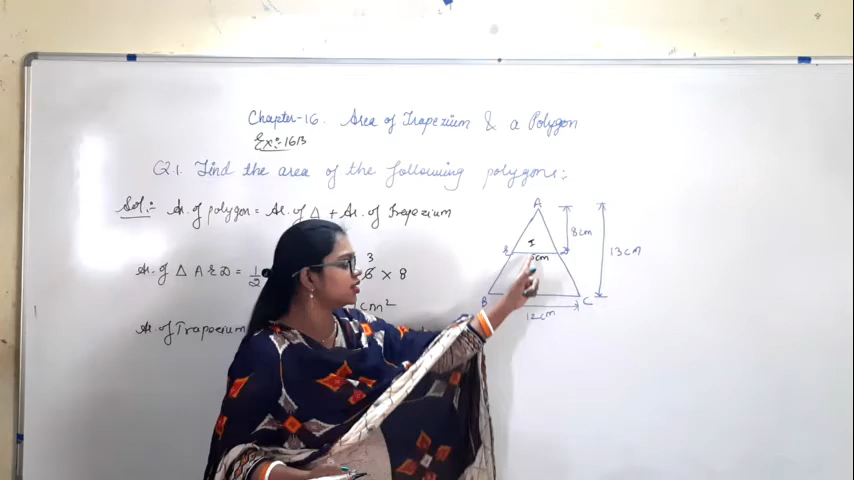 Chapter-16. Area of Trapezium & a Polygon
Ex:-16B
Q.1. Find the area of the following polygons:
Sol:- Ar. of polygon = Ar. of Δ + Ar. of Trapezium
Ar. of Δ A E D = 1/2
3
6 × 8
cm²
Ar. of Trapezium
A
I
8cm
13cm
E
D
6cm
B
C
12cm